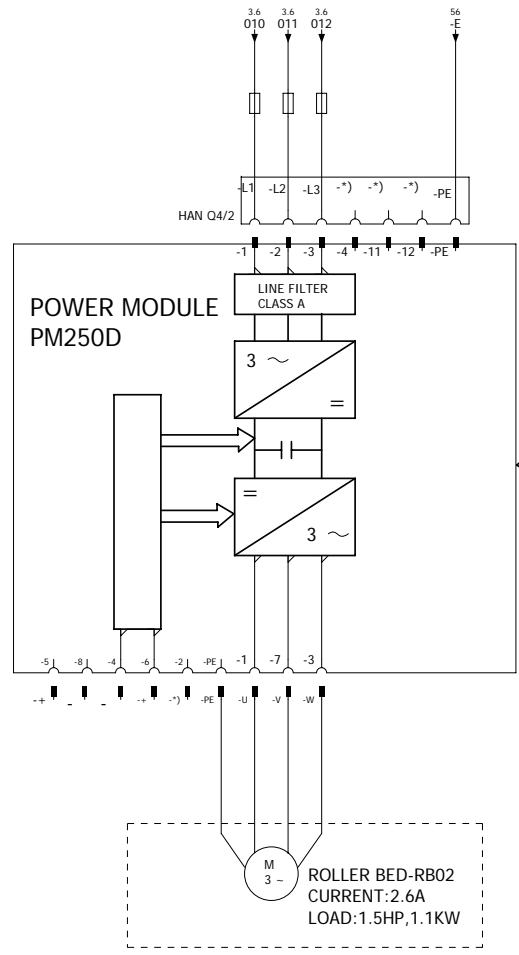 3.6 3.6 3.6 56
010 011 012 -E
-L1 -L2 -L3 -*) -*) -*) -PE
HAN Q4/2
-1 -2 -3 -4 -11 -12 -PE
LINE FILTER
CLASS A
POWER MODULE
PM250D
3 ~
=
=
3 ~
-5 -8 -4 -6 -2 -PE -1 -7 -3
-+ - - -+ -*) -PE -U -V -W
M
3 ~
ROLLER BED-RB02
CURRENT:2.6A
LOAD:1.5HP,1.1KW